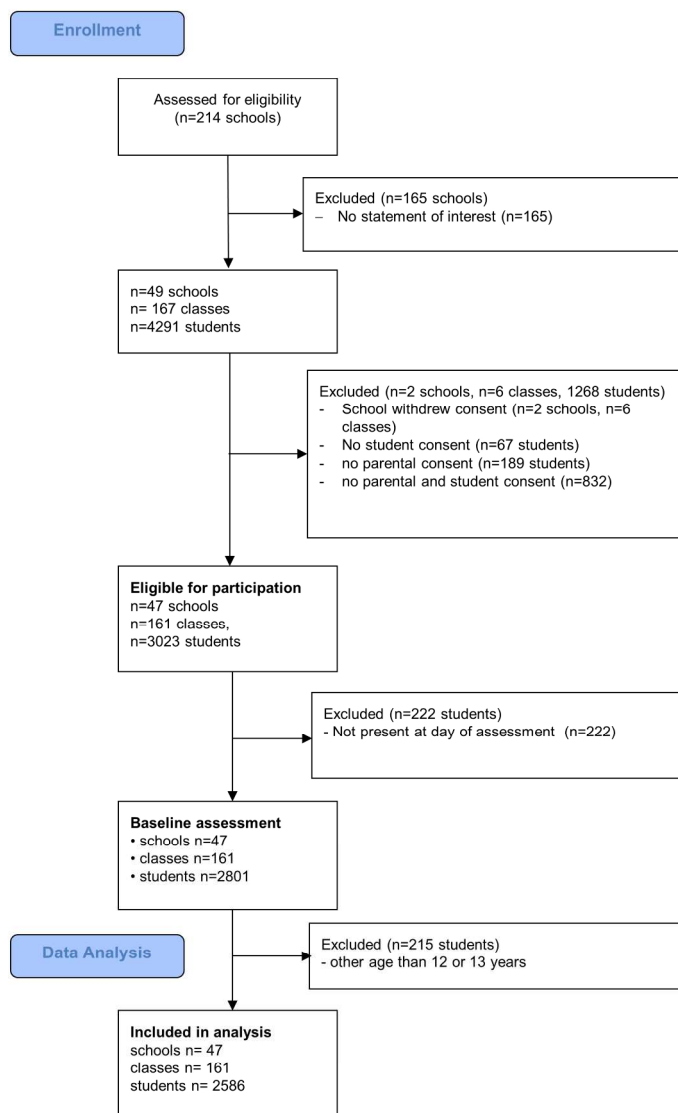 Enrollment
Assessed for eligibility
(n=214 schools)
Excluded (n=165 schools)
– No statement of interest (n=165)
n=49 schools
n= 167 classes
n=4291 students
Excluded (n=2 schools, n=6 classes, 1268 students)
- School withdrew consent (n=2 schools, n=6
classes)
- No student consent (n=67 students)
- no parental consent (n=189 students)
- no parental and student consent (n=832)
Eligible for participation
n=47 schools
n=161 classes,
n=3023 students
Excluded (n=222 students)
- Not present at day of assessment (n=222)
Baseline assessment
• schools n=47
• classes n=161
• students n=2801
Data Analysis
Excluded (n=215 students)
- other age than 12 or 13 years
Included in analysis
schools n= 47
classes n= 161
students n= 2586